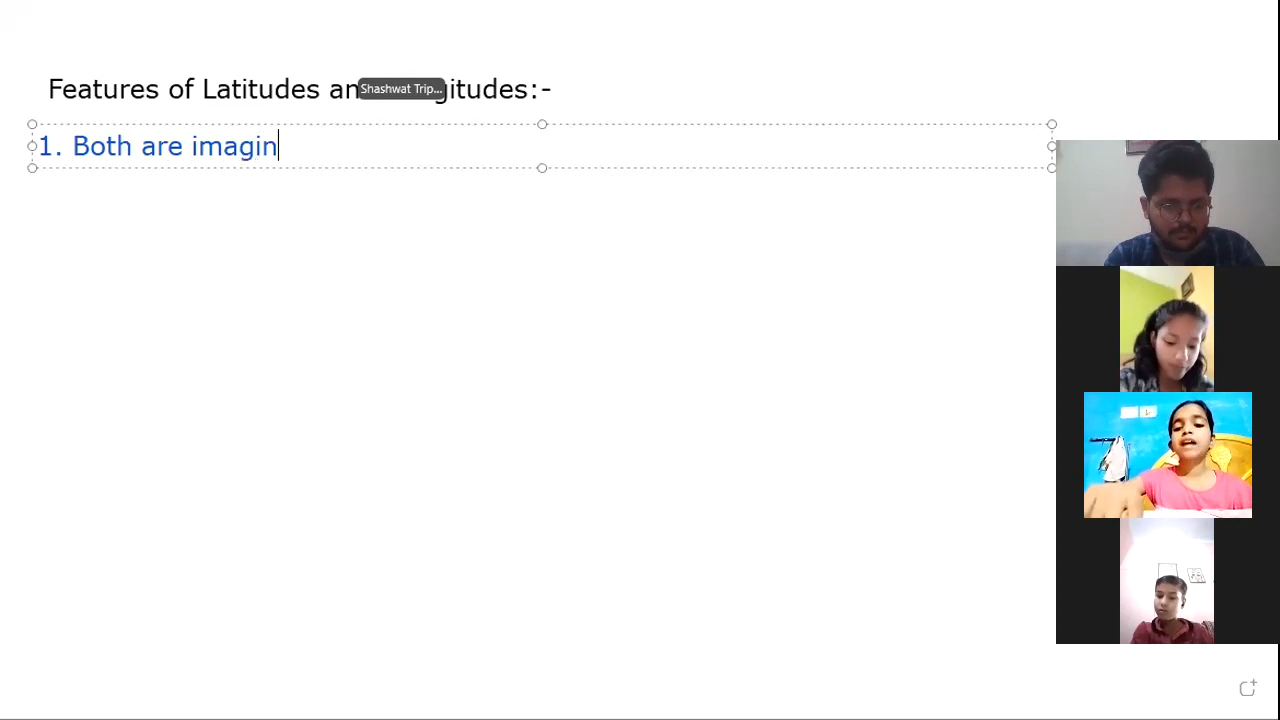 Features of Latitudes an gitudes:-
Shashwat Trip...
1. Both are imagin